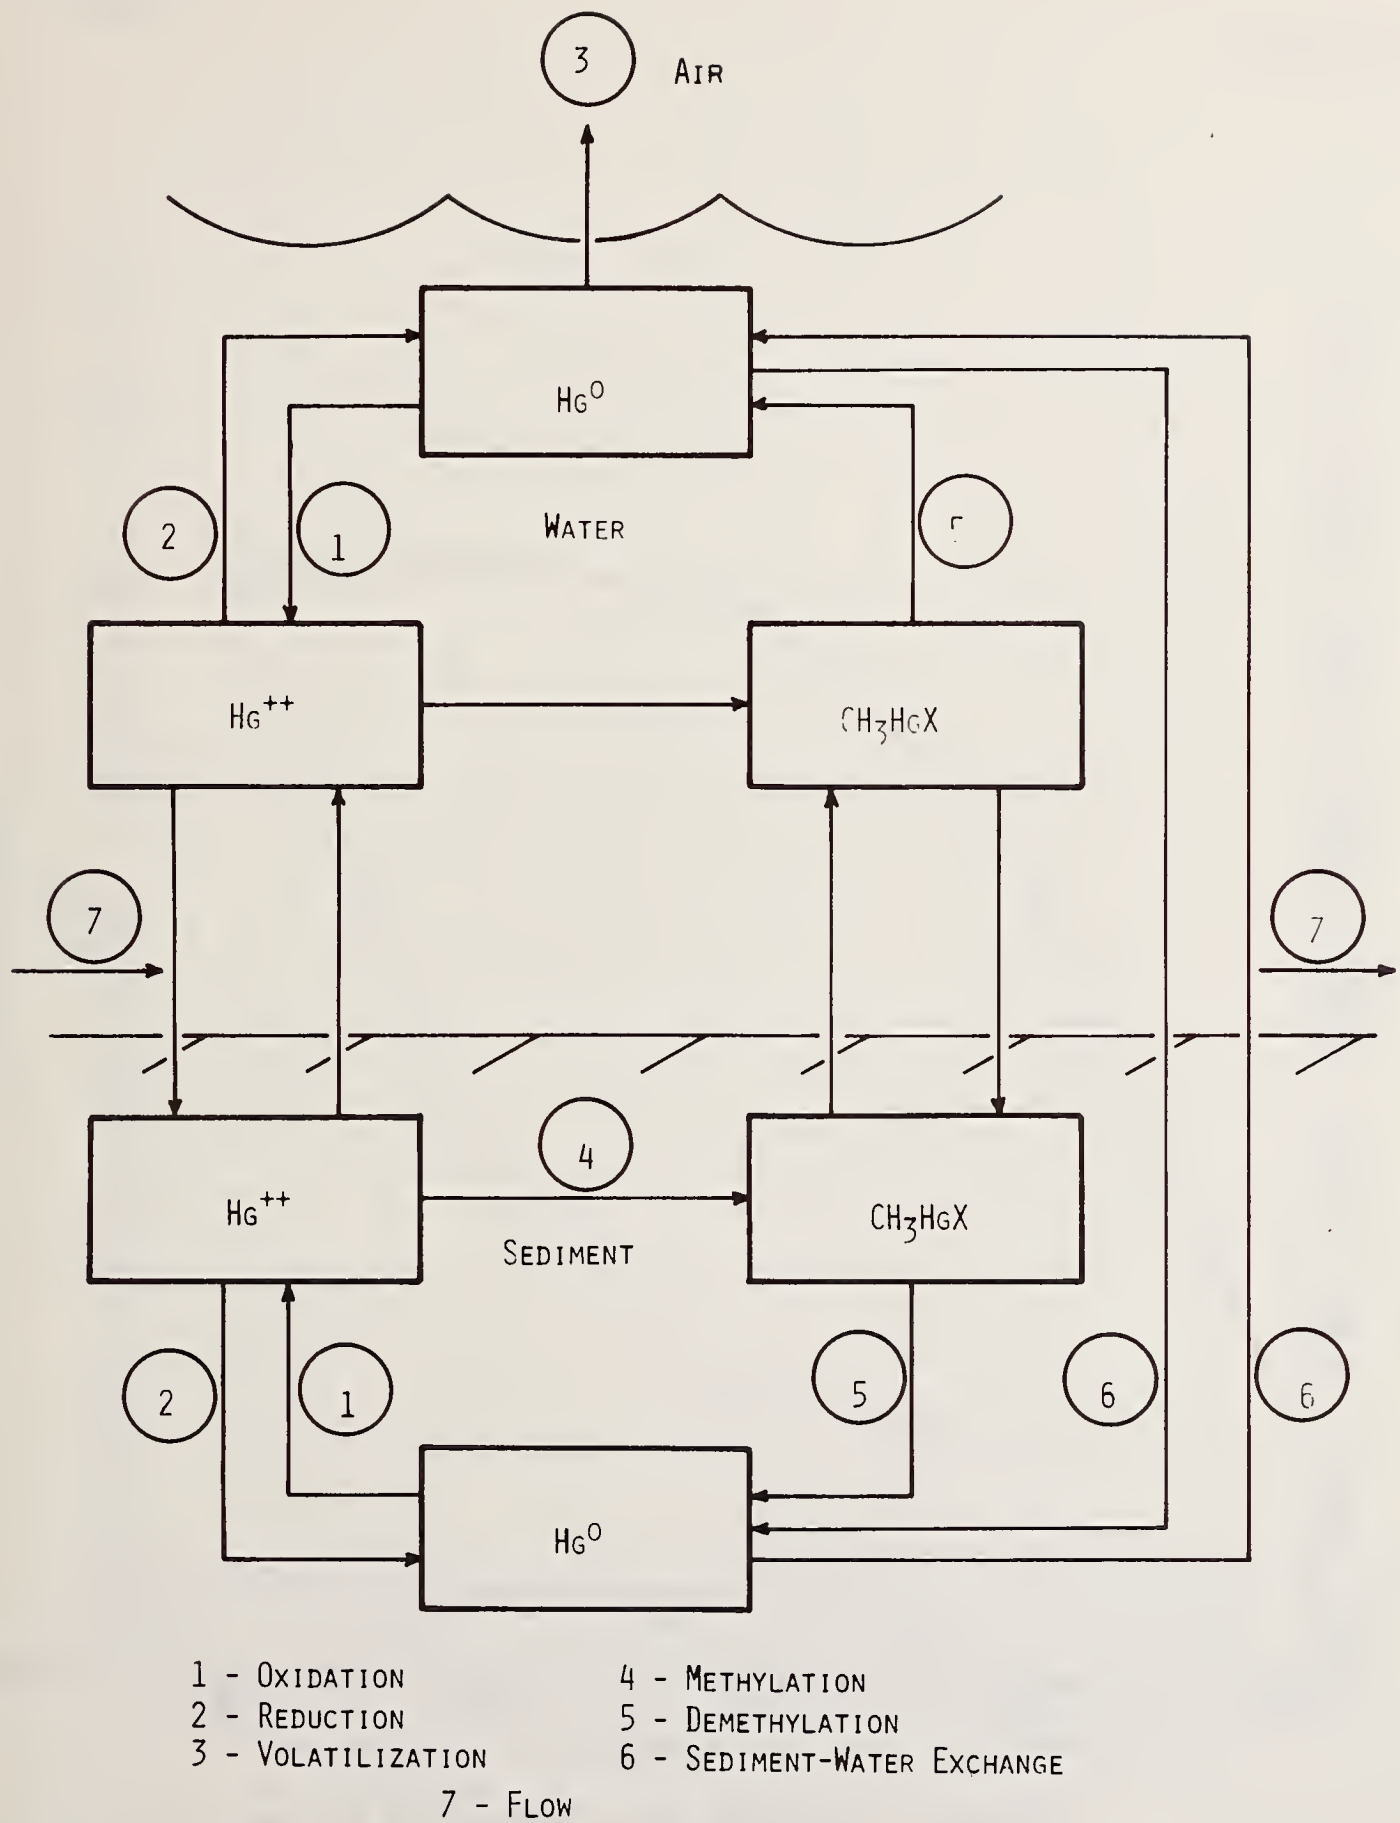 3 AIR
HG⁰
2
1
WATER
HG⁺⁺
CH₃HGX
7
7
4
HG⁺⁺
CH₃HGX
SEDIMENT
2
1
5
6
6
HG⁰
1 - OXIDATION
2 - REDUCTION
3 - VOLATILIZATION
4 - METHYLATION
5 - DEMETHYLATION
6 - SEDIMENT-WATER EXCHANGE
7 - FLOW